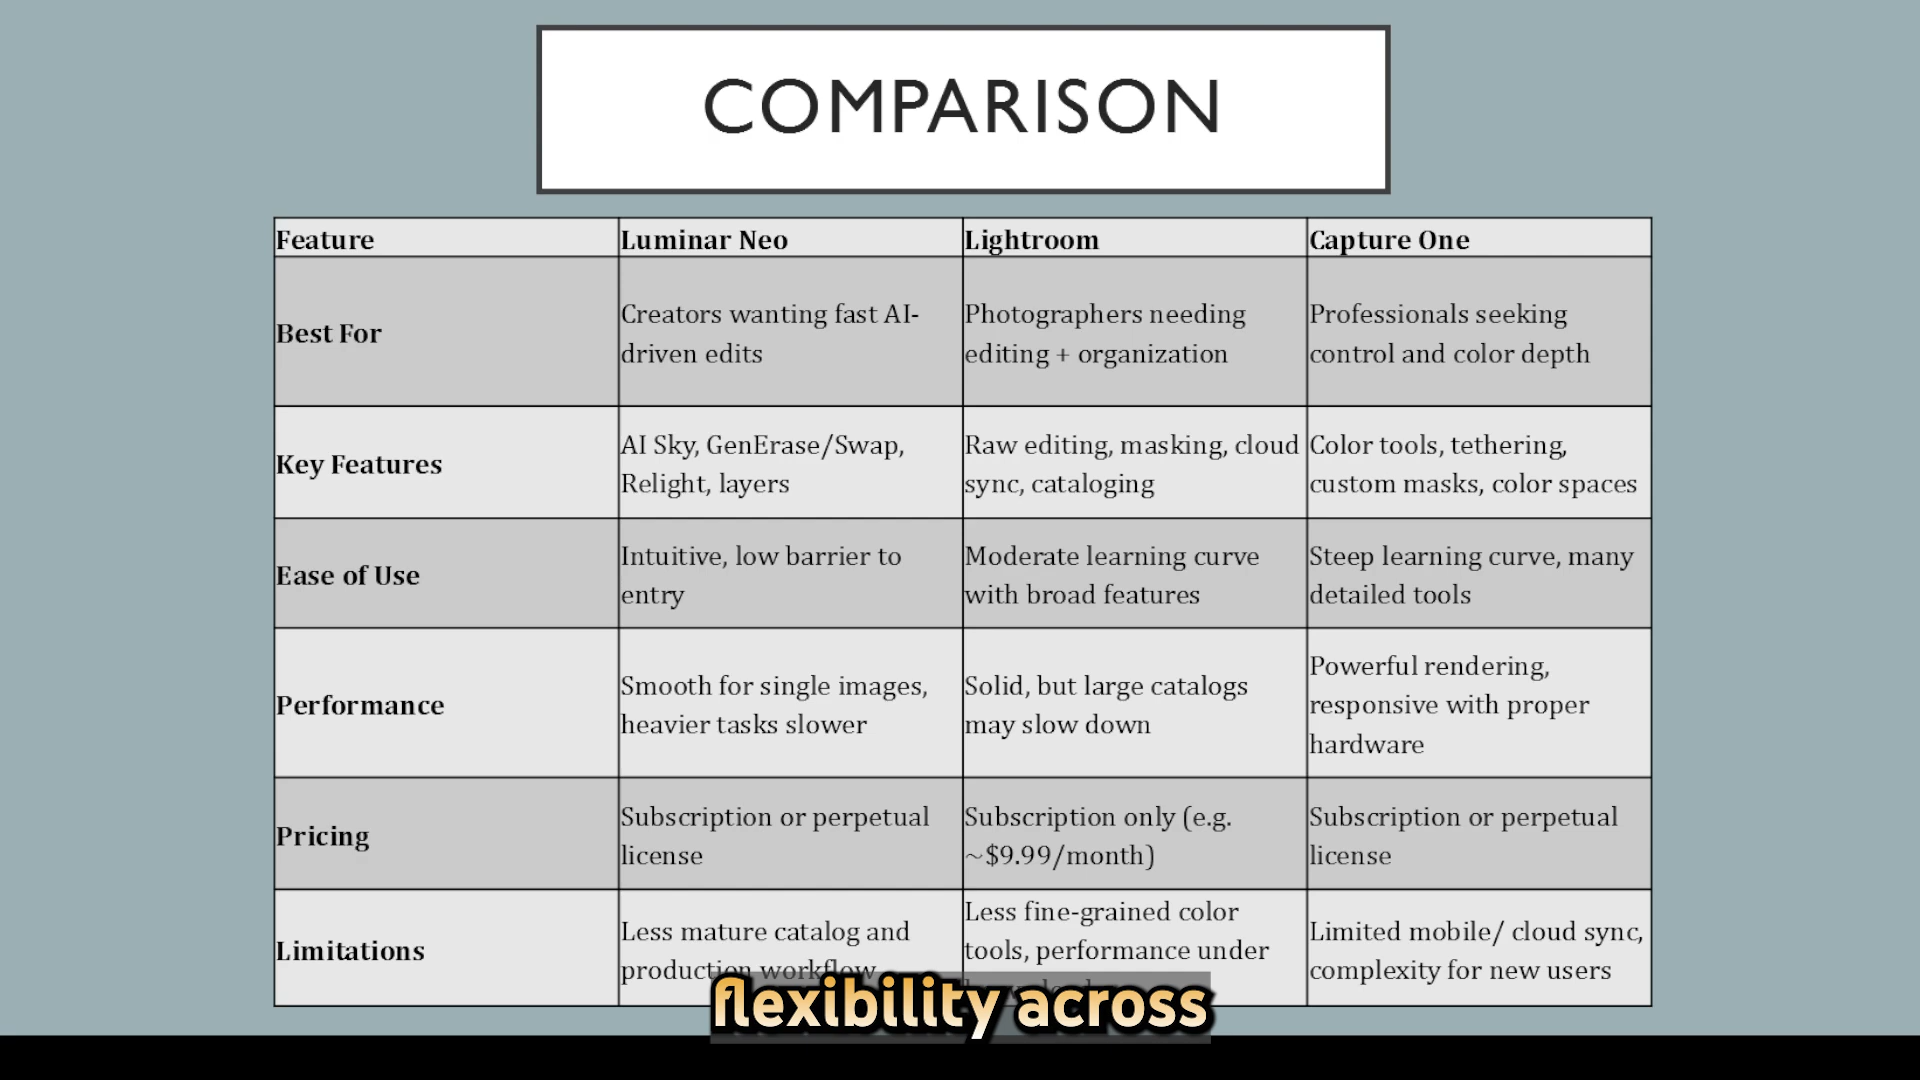 COMPARISON
Feature
Luminar Neo
Lightroom
Capture One
Best For
Creators wanting fast AI-
driven edits
Photographers needing
editing + organization
Professionals seeking
control and color depth
Key Features
AI Sky, GenErase/Swap,
Relight, layers
Raw editing, masking, cloud
sync, cataloging
Color tools, tethering,
custom masks, color spaces
Ease of Use
Intuitive, low barrier to
entry
Moderate learning curve
with broad features
Steep learning curve, many
detailed tools
Performance
Smooth for single images,
heavier tasks slower
Solid, but large catalogs
may slow down
Powerful rendering,
responsive with proper
hardware
Pricing
Subscription or perpetual
license
Subscription only (e.g.
~$9.99/month)
Subscription or perpetual
license
Limitations
Less mature catalog and
production workflow
Less fine-grained color
tools, performance under
Limited mobile/ cloud sync,
complexity for new users
flexibility across